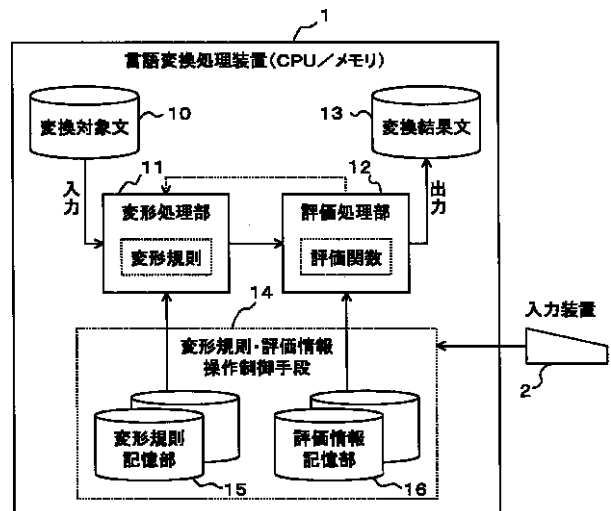 1
言語変換処理装置(CPU/メモリ)
変換対象文
10
13
変換結果文
入力
11
12
出力
変形処理部
評価処理部
変形規則
評価関数
14
入力装置
変形規則・評価情報
操作制御手段
2
変形規則
記憶部
評価情報
記憶部
15
16